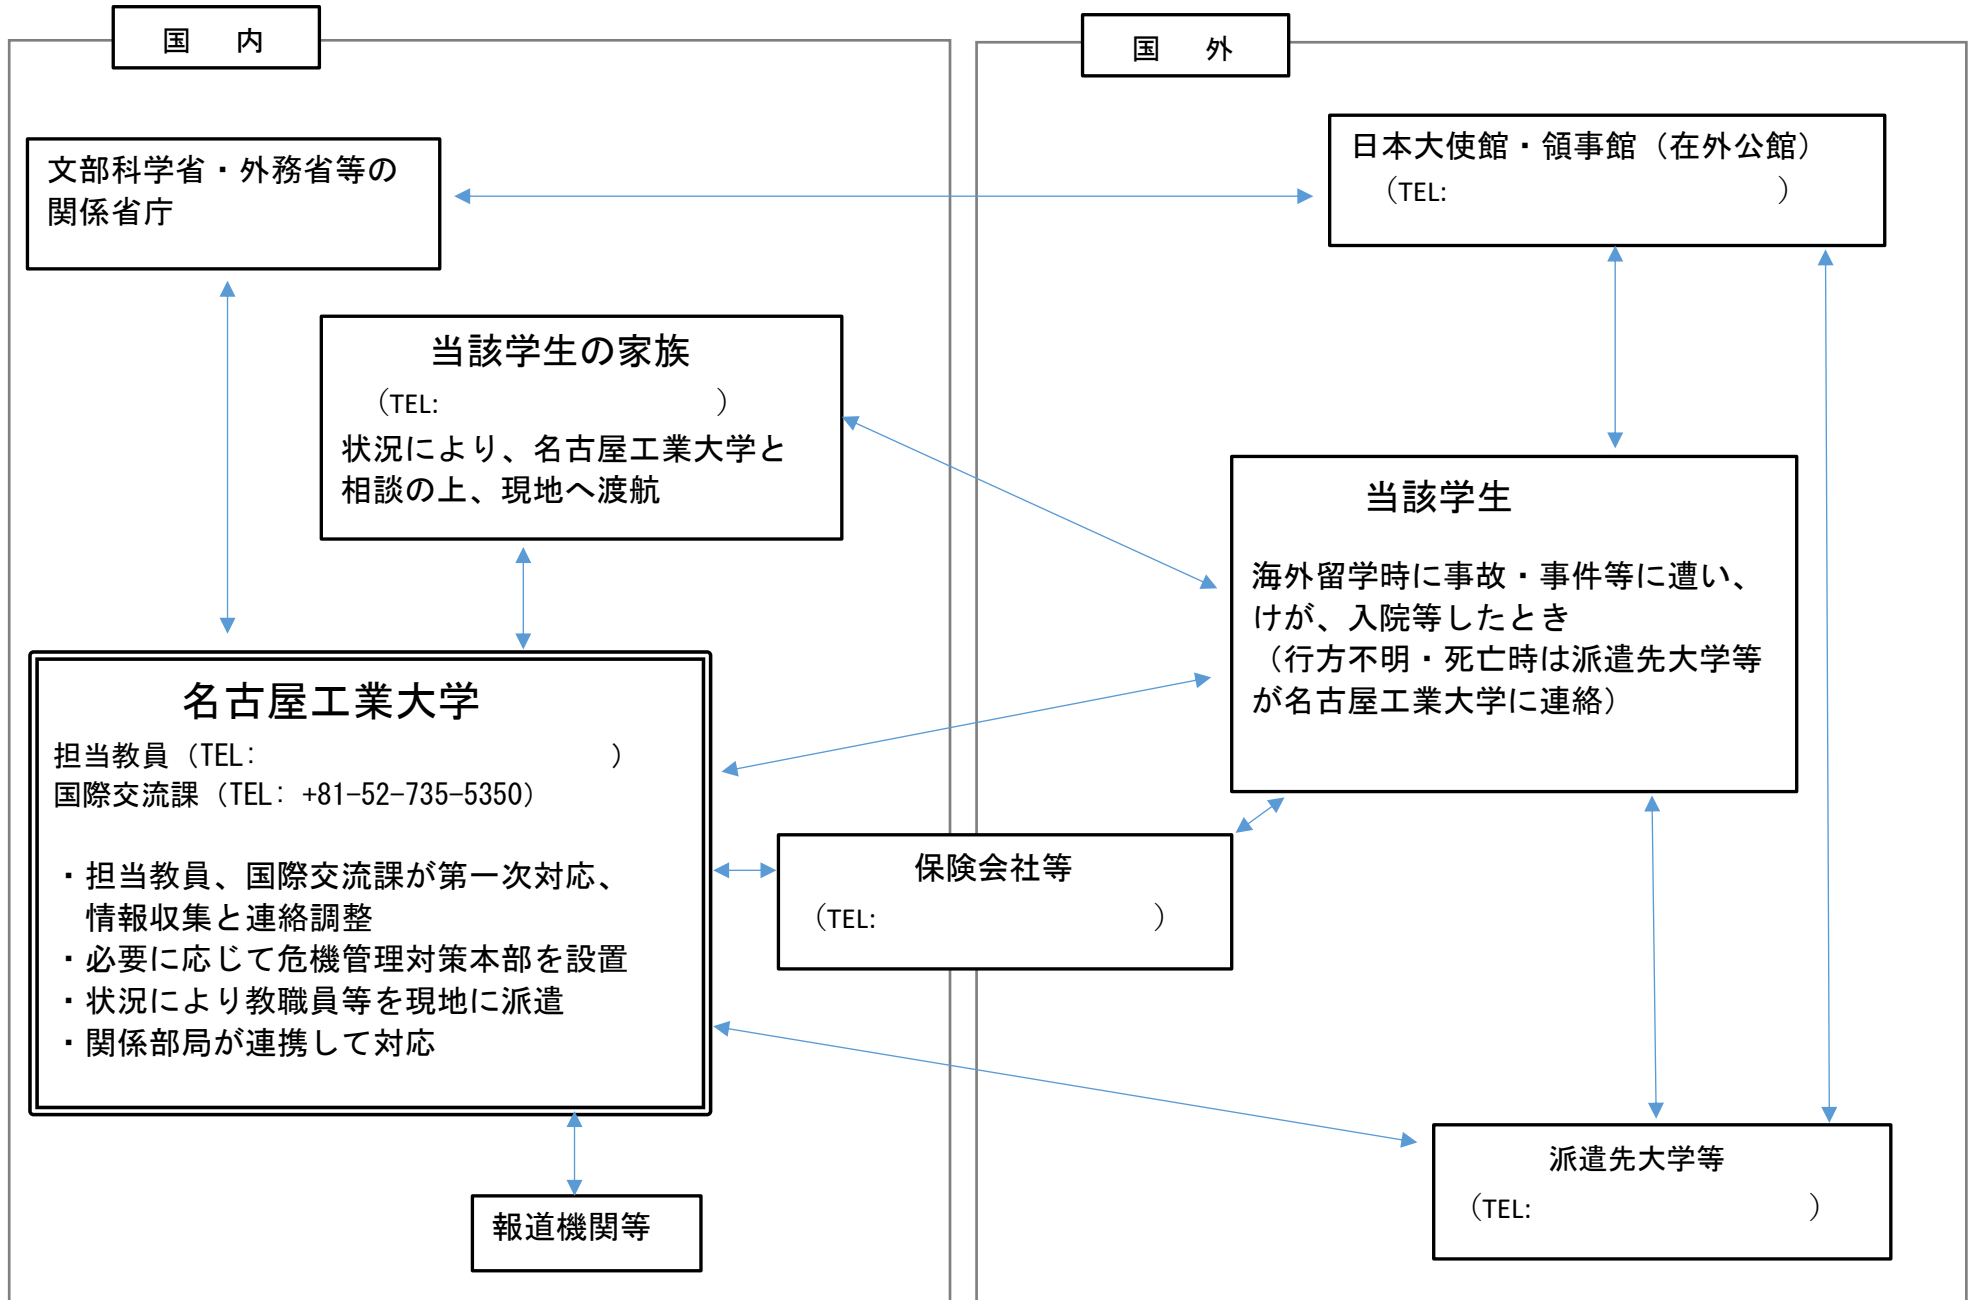 国 内
文部科学省・外務省等の
関係省庁
当該学生の家族
(TEL: )
状況により、名古屋工業大学と
相談の上、現地へ渡航
名古屋工業大学
担当教員（TEL: ）
国際交流課（TEL: +81-52-735-5350）
・担当教員、国際交流課が第一次対応、
情報収集と連絡調整
・必要に応じて危機管理対策本部を設置
・状況により教職員等を現地に派遣
・関係部局が連携して対応
報道機関等
保険会社等
（TEL: ）
国 外
日本大使館・領事館（在外公館）
（TEL: ）
当該学生
海外留学時に事故・事件等に遭い、
けが、入院等したとき
（行方不明・死亡時は派遣先大学等
が名古屋工業大学に連絡）
派遣先大学等
（TEL: ）